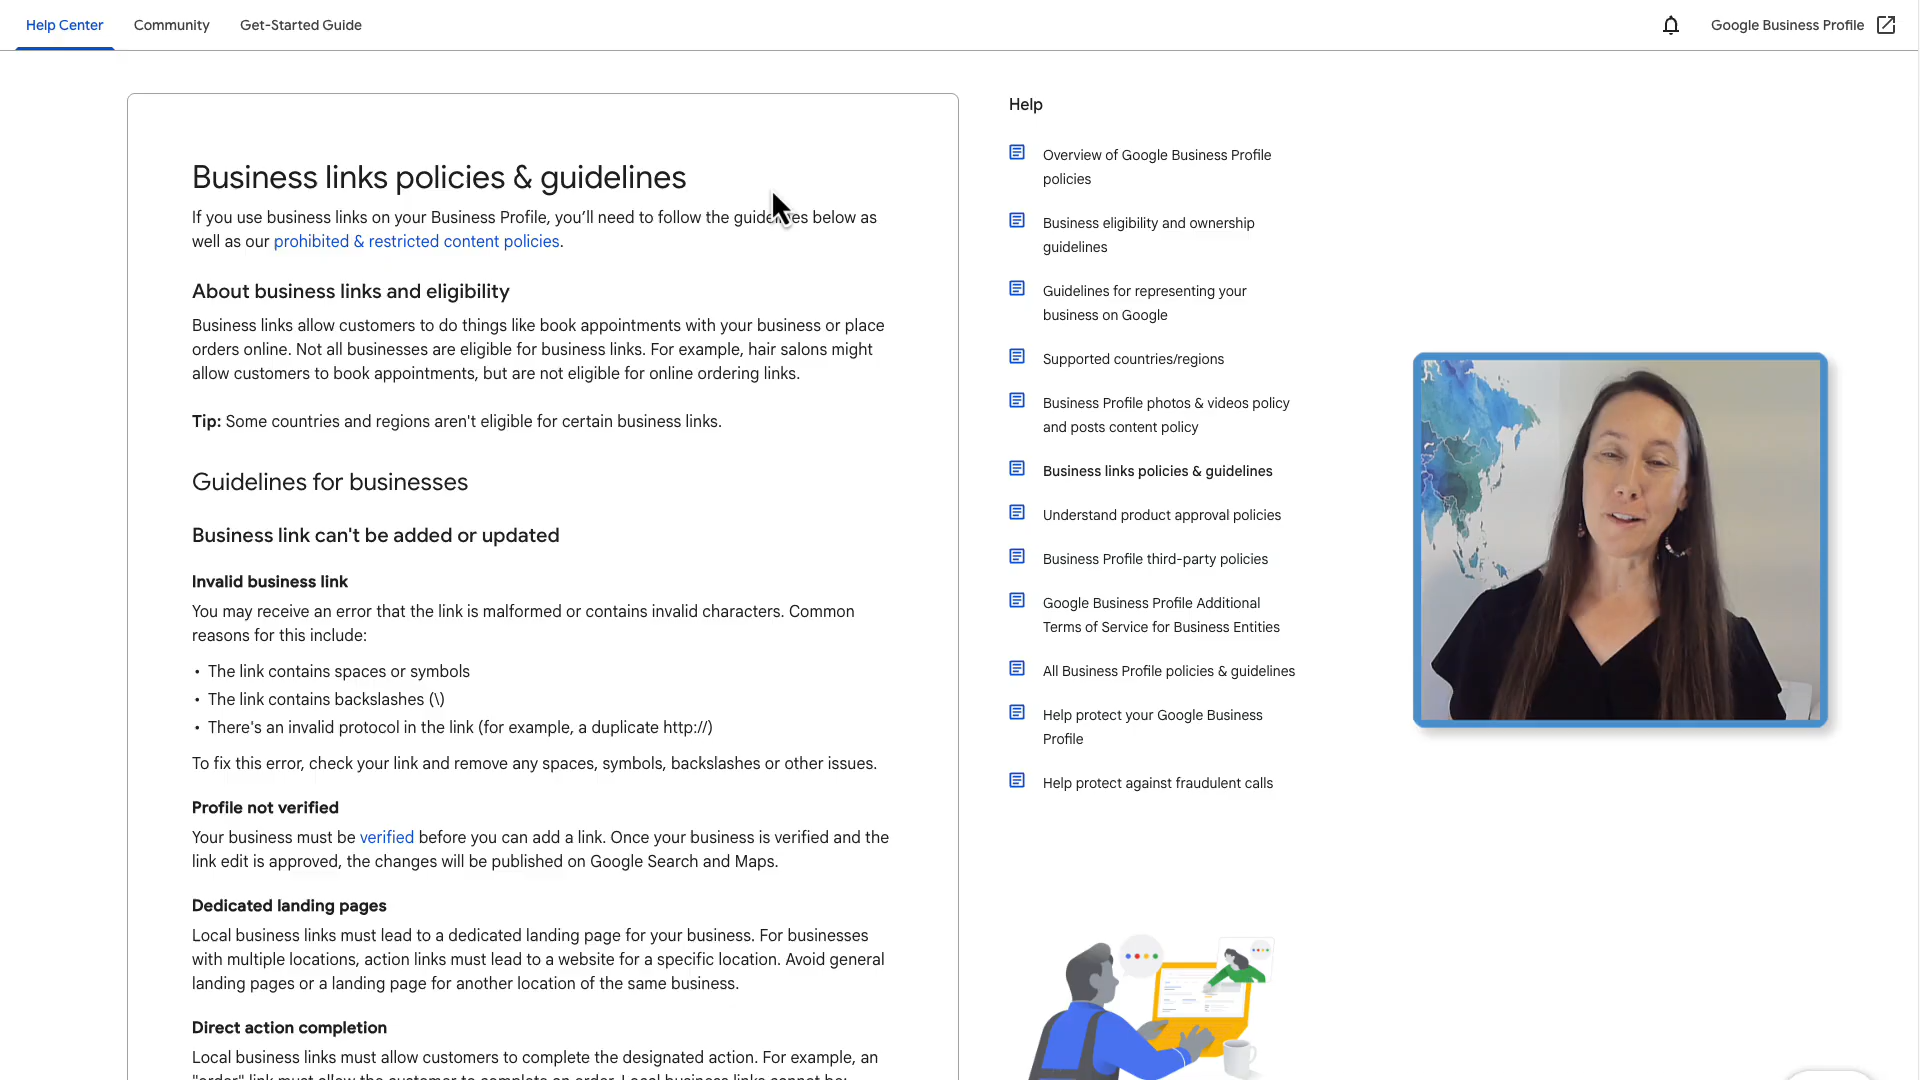 Help Center
Community
Get-Started Guide
Google Business Profile
Business links policies & guidelines
If you use business links on your Business Profile, you’ll need to follow the guidelines below as
well as our prohibited & restricted content policies.
About business links and eligibility
Business links allow customers to do things like book appointments with your business or place
orders online. Not all businesses are eligible for business links. For example, hair salons might
allow customers to book appointments, but are not eligible for online ordering links.
Tip: Some countries and regions aren't eligible for certain business links.
Guidelines for businesses
Business link can't be added or updated
Invalid business link
You may receive an error that the link is malformed or contains invalid characters. Common
reasons for this include:
• The link contains spaces or symbols
• The link contains backslashes (\)
• There's an invalid protocol in the link (for example, a duplicate http://)
To fix this error, check your link and remove any spaces, symbols, backslashes or other issues.
Profile not verified
Your business must be verified before you can add a link. Once your business is verified and the
link edit is approved, the changes will be published on Google Search and Maps.
Dedicated landing pages
Local business links must lead to a dedicated landing page for your business. For businesses
with multiple locations, action links must lead to a website for a specific location. Avoid general
landing pages or a landing page for another location of the same business.
Direct action completion
Local business links must allow customers to complete the designated action. For example, an
"order" link must allow the customer to complete an order. Local business links cannot be:
Help
Overview of Google Business Profile
policies
Business eligibility and ownership
guidelines
Guidelines for representing your
business on Google
Supported countries/regions
Business Profile photos & videos policy
and posts content policy
Business links policies & guidelines
Understand product approval policies
Business Profile third-party policies
Google Business Profile Additional
Terms of Service for Business Entities
All Business Profile policies & guidelines
Help protect your Google Business
Profile
Help protect against fraudulent calls